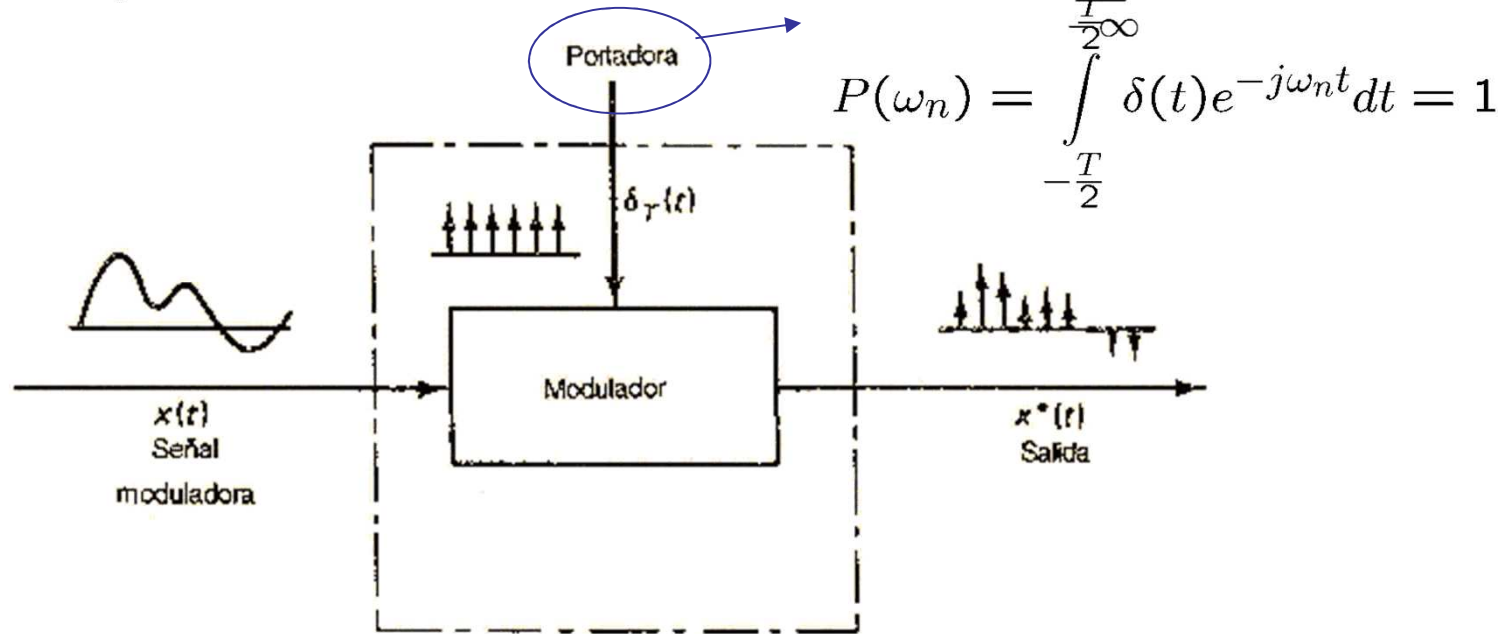 Portadora
P(ω_n) = ∫_{-T/2}^{T/2} δ(t)e^{-jω_n t}dt = 1
∞
δ_T(t)
Modulador
x(t)
Señal
moduladora
x*(t)
Salida